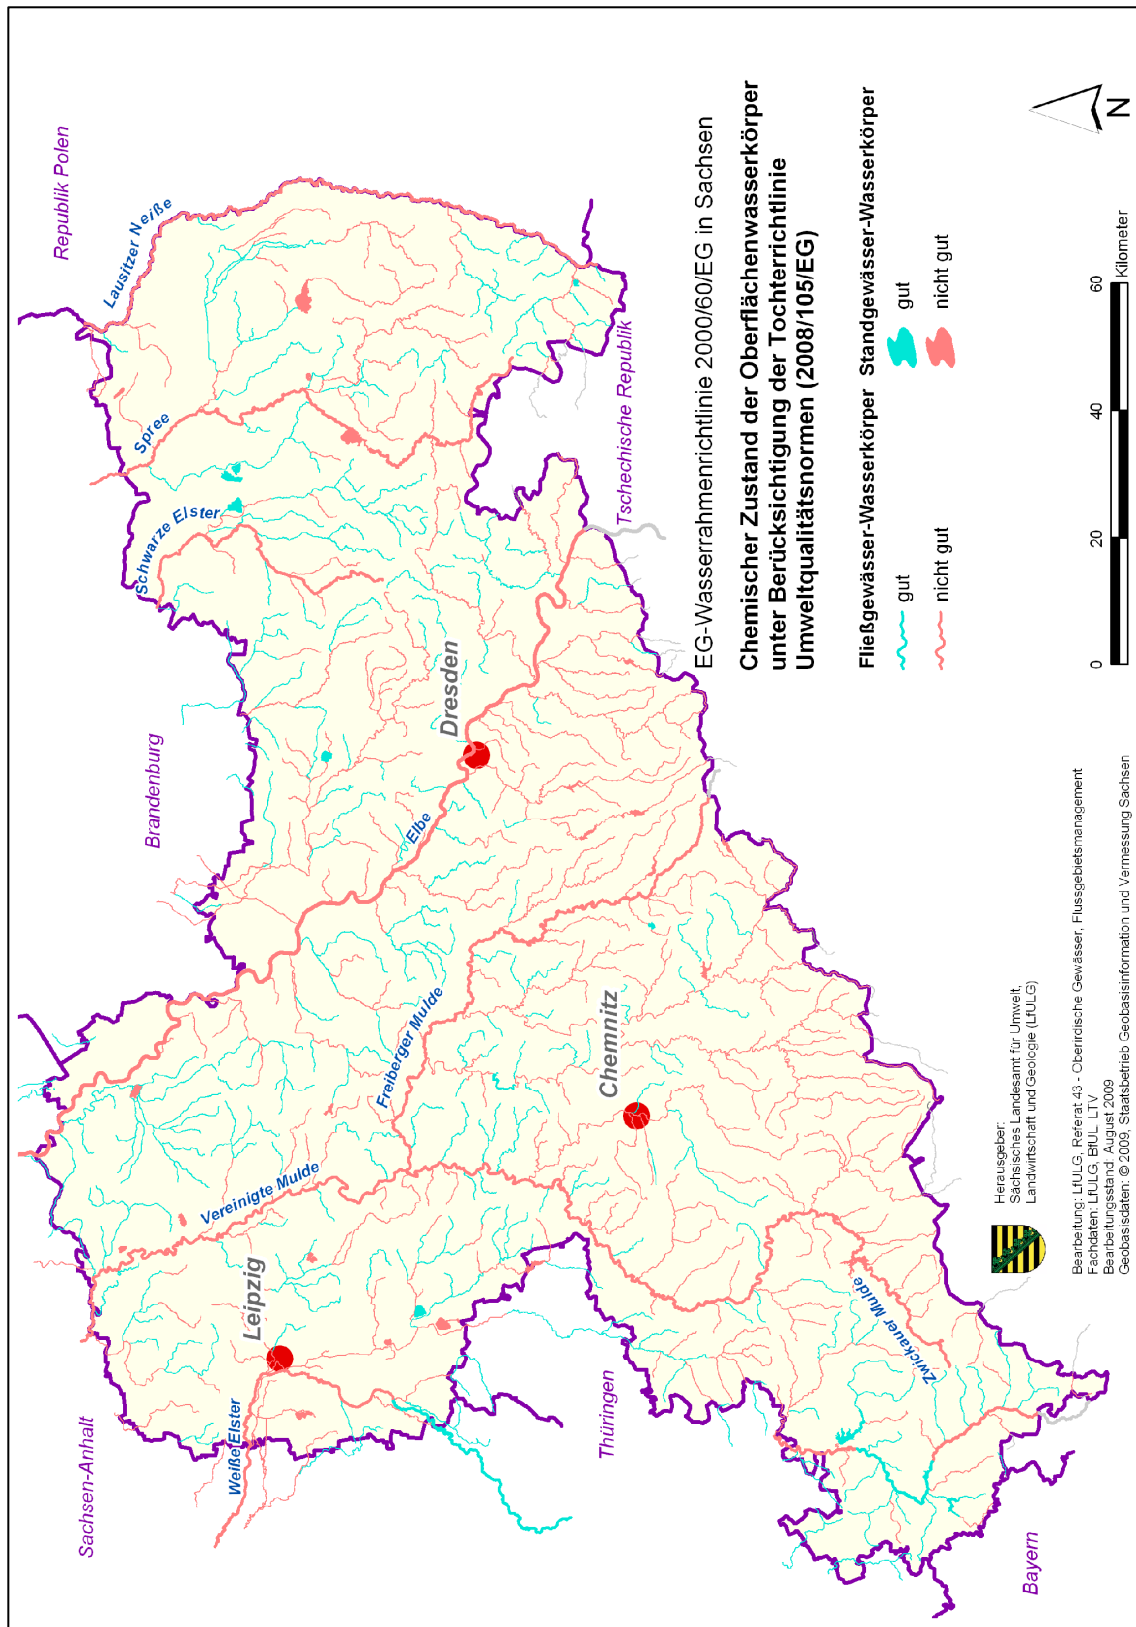 Sachsen-Anhalt
Brandenburg
Republik Polen
Lausitzer Neiße
Spree
Schwarze Elster
Weiße Elster
Leipzig
Vereinigte Mulde
Freiberger Mulde
Elbe
Dresden
Chemnitz
Zwickauer Mulde
Thüringen
Bayern
Tschechische Republik
EG-Wasserrahmenrichtlinie 2000/60/EG in Sachsen
Chemischer Zustand der Oberflächenwasserkörper
unter Berücksichtigung der Tochterrichtlinie
Umweltqualitätsnormen (2008/105/EG)
Fließgewässer-Wasserkörper
gut
nicht gut
Standgewässer-Wasserkörper
gut
nicht gut
0 20 40 60
Kilometer
N
Herausgeber:
Sächsisches Landesamt für Umwelt,
Landwirtschaft und Geologie (LfULG)
Bearbeitung: LfULG, Referat 43 - Oberirdische Gewässer, Flussgebietsmanagement
Fachdaten: LfULG, BfUL, LTV
Bearbeitungsstand: August 2009
Geobasisdaten: © 2009, Staatsbetrieb Geobasisinformation und Vermessung Sachsen